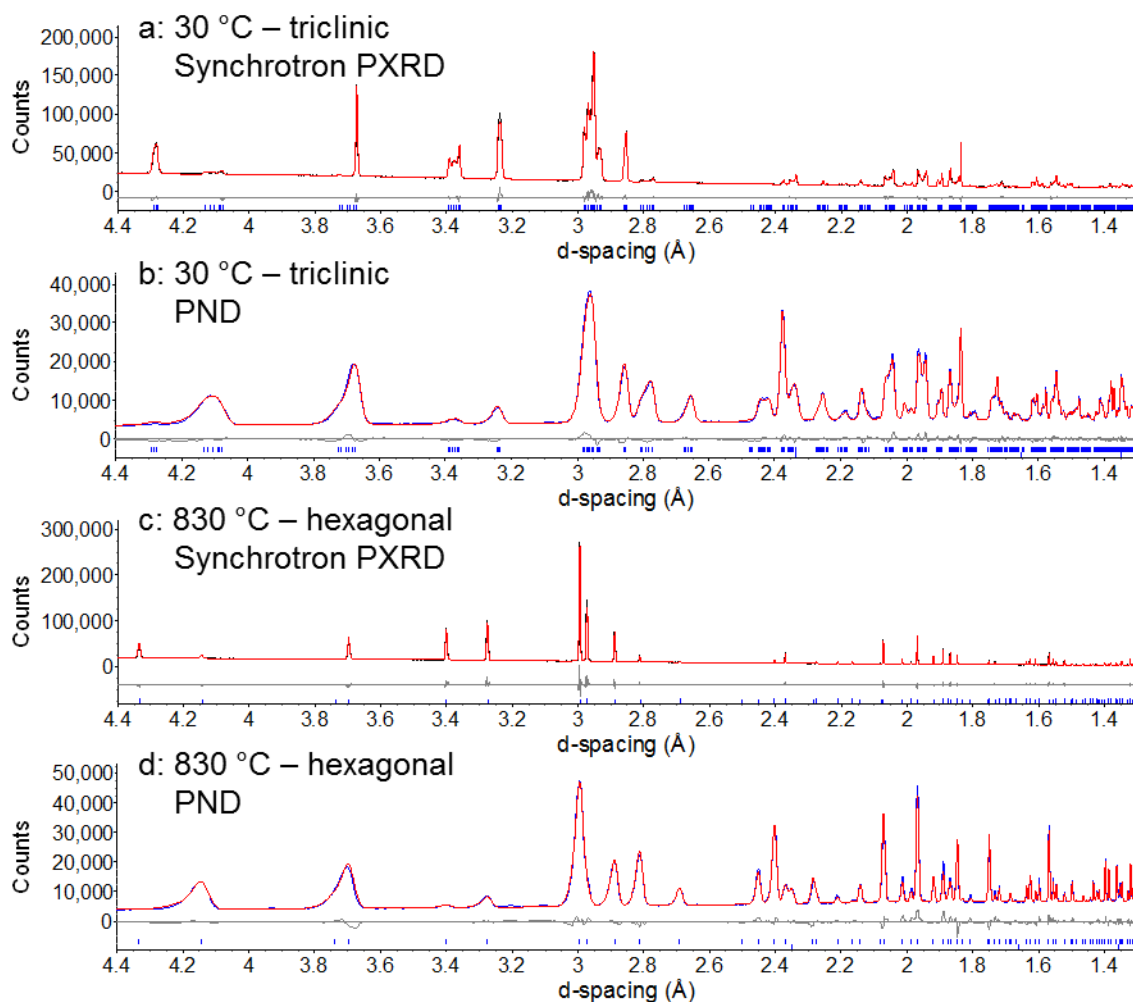 a: 30 °C – triclinic
Synchrotron PXRD
Counts
200,000
150,000
100,000
50,000
0
4.4 4.2 4 3.8 3.6 3.4 3.2 3 2.8 2.6 2.4 2.2 2 1.8 1.6 1.4
d-spacing (Å)
b: 30 °C – triclinic
PND
Counts
40,000
30,000
20,000
10,000
0
4.4 4.2 4 3.8 3.6 3.4 3.2 3 2.8 2.6 2.4 2.2 2 1.8 1.6 1.4
d-spacing (Å)
c: 830 °C – hexagonal
Synchrotron PXRD
Counts
300,000
200,000
100,000
0
4.4 4.2 4 3.8 3.6 3.4 3.2 3 2.8 2.6 2.4 2.2 2 1.8 1.6 1.4
d-spacing (Å)
d: 830 °C – hexagonal
PND
Counts
50,000
40,000
30,000
20,000
10,000
0
4.4 4.2 4 3.8 3.6 3.4 3.2 3 2.8 2.6 2.4 2.2 2 1.8 1.6 1.4
d-spacing (Å)